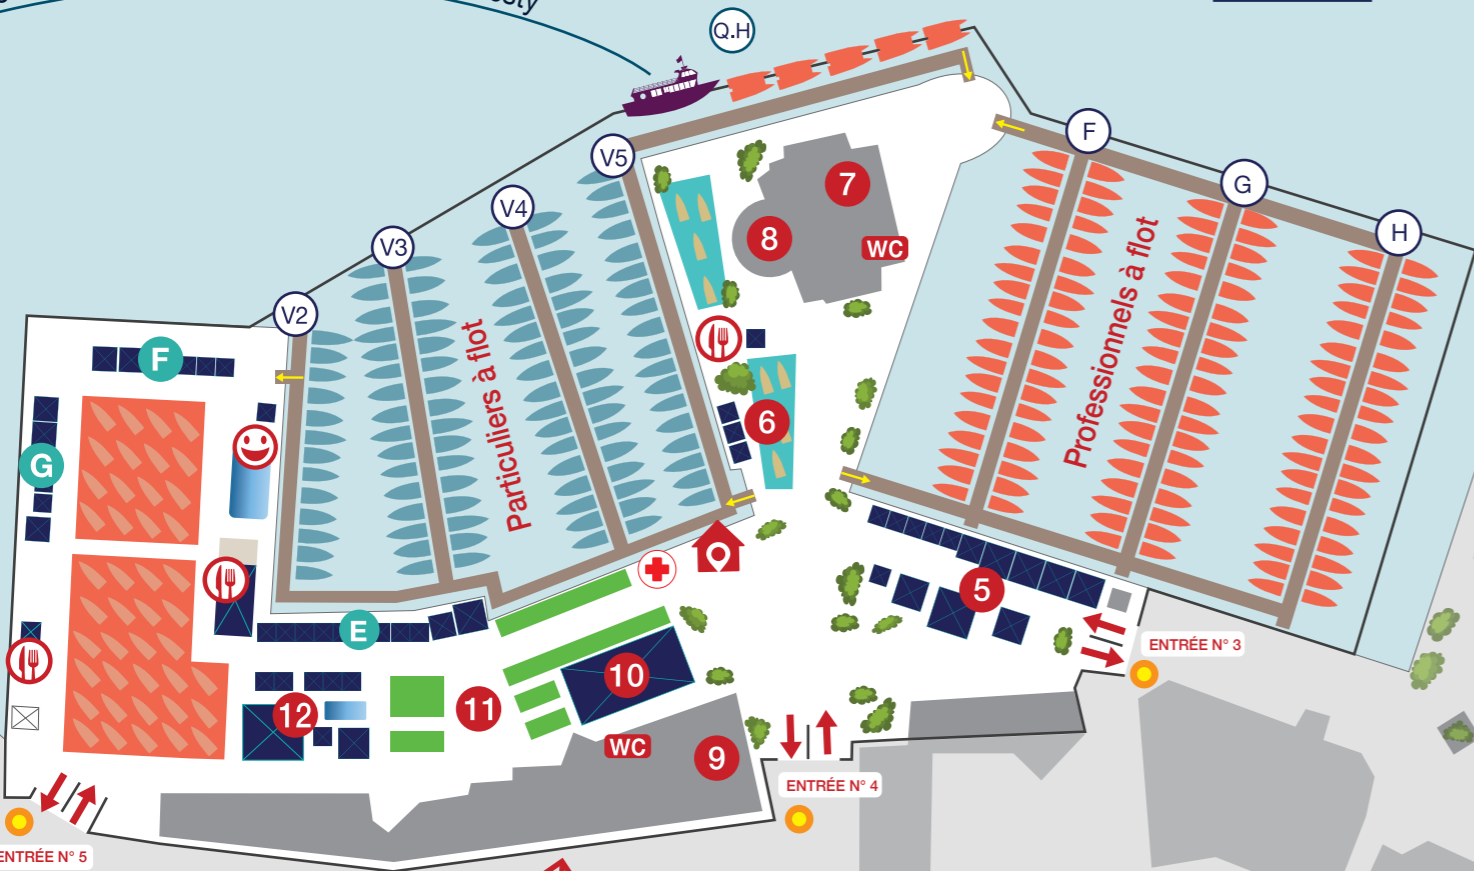 Q.H
F
V5
7
G
V4
8
H
V3
WC
V2
Particuliers à flot
Professionnels à flot
F
6
G
5
E
ENTRÉE N° 3
10
12
11
WC
9
ENTRÉE N° 4
ENTRÉE N° 5